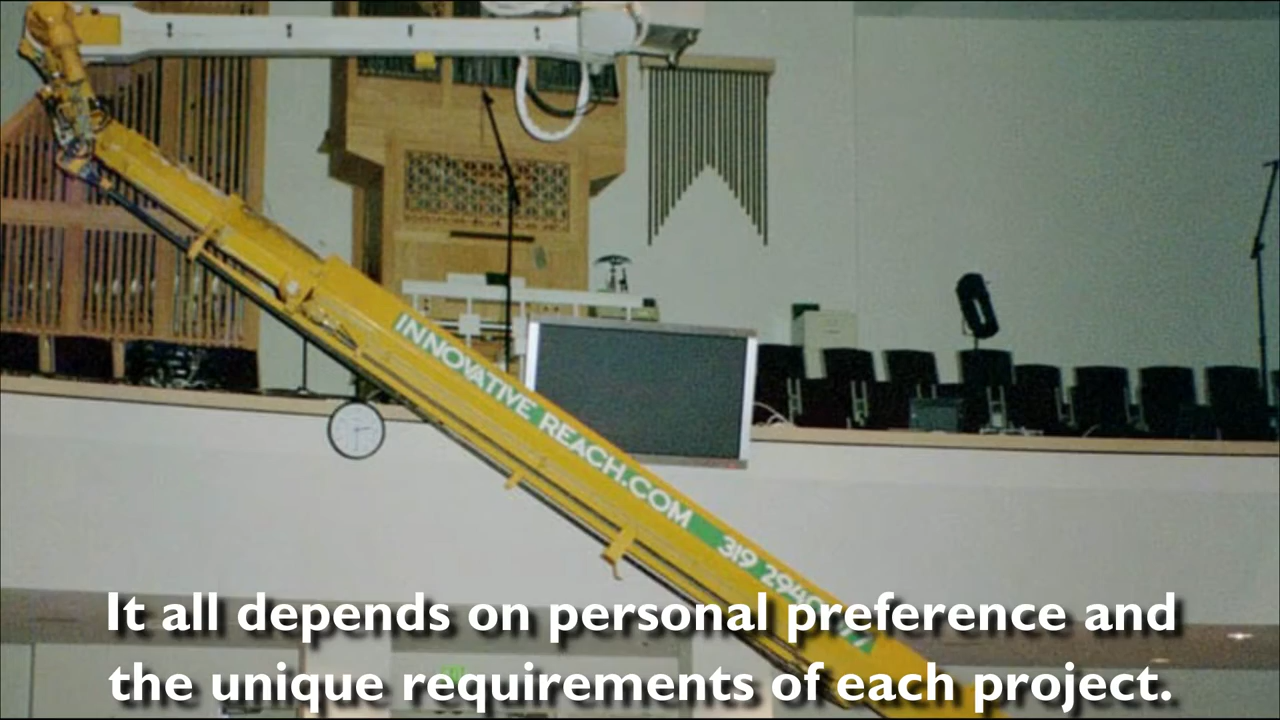 INNOVATIVE REACH.COM
It all depends on personal preference and
the unique requirements of each project.